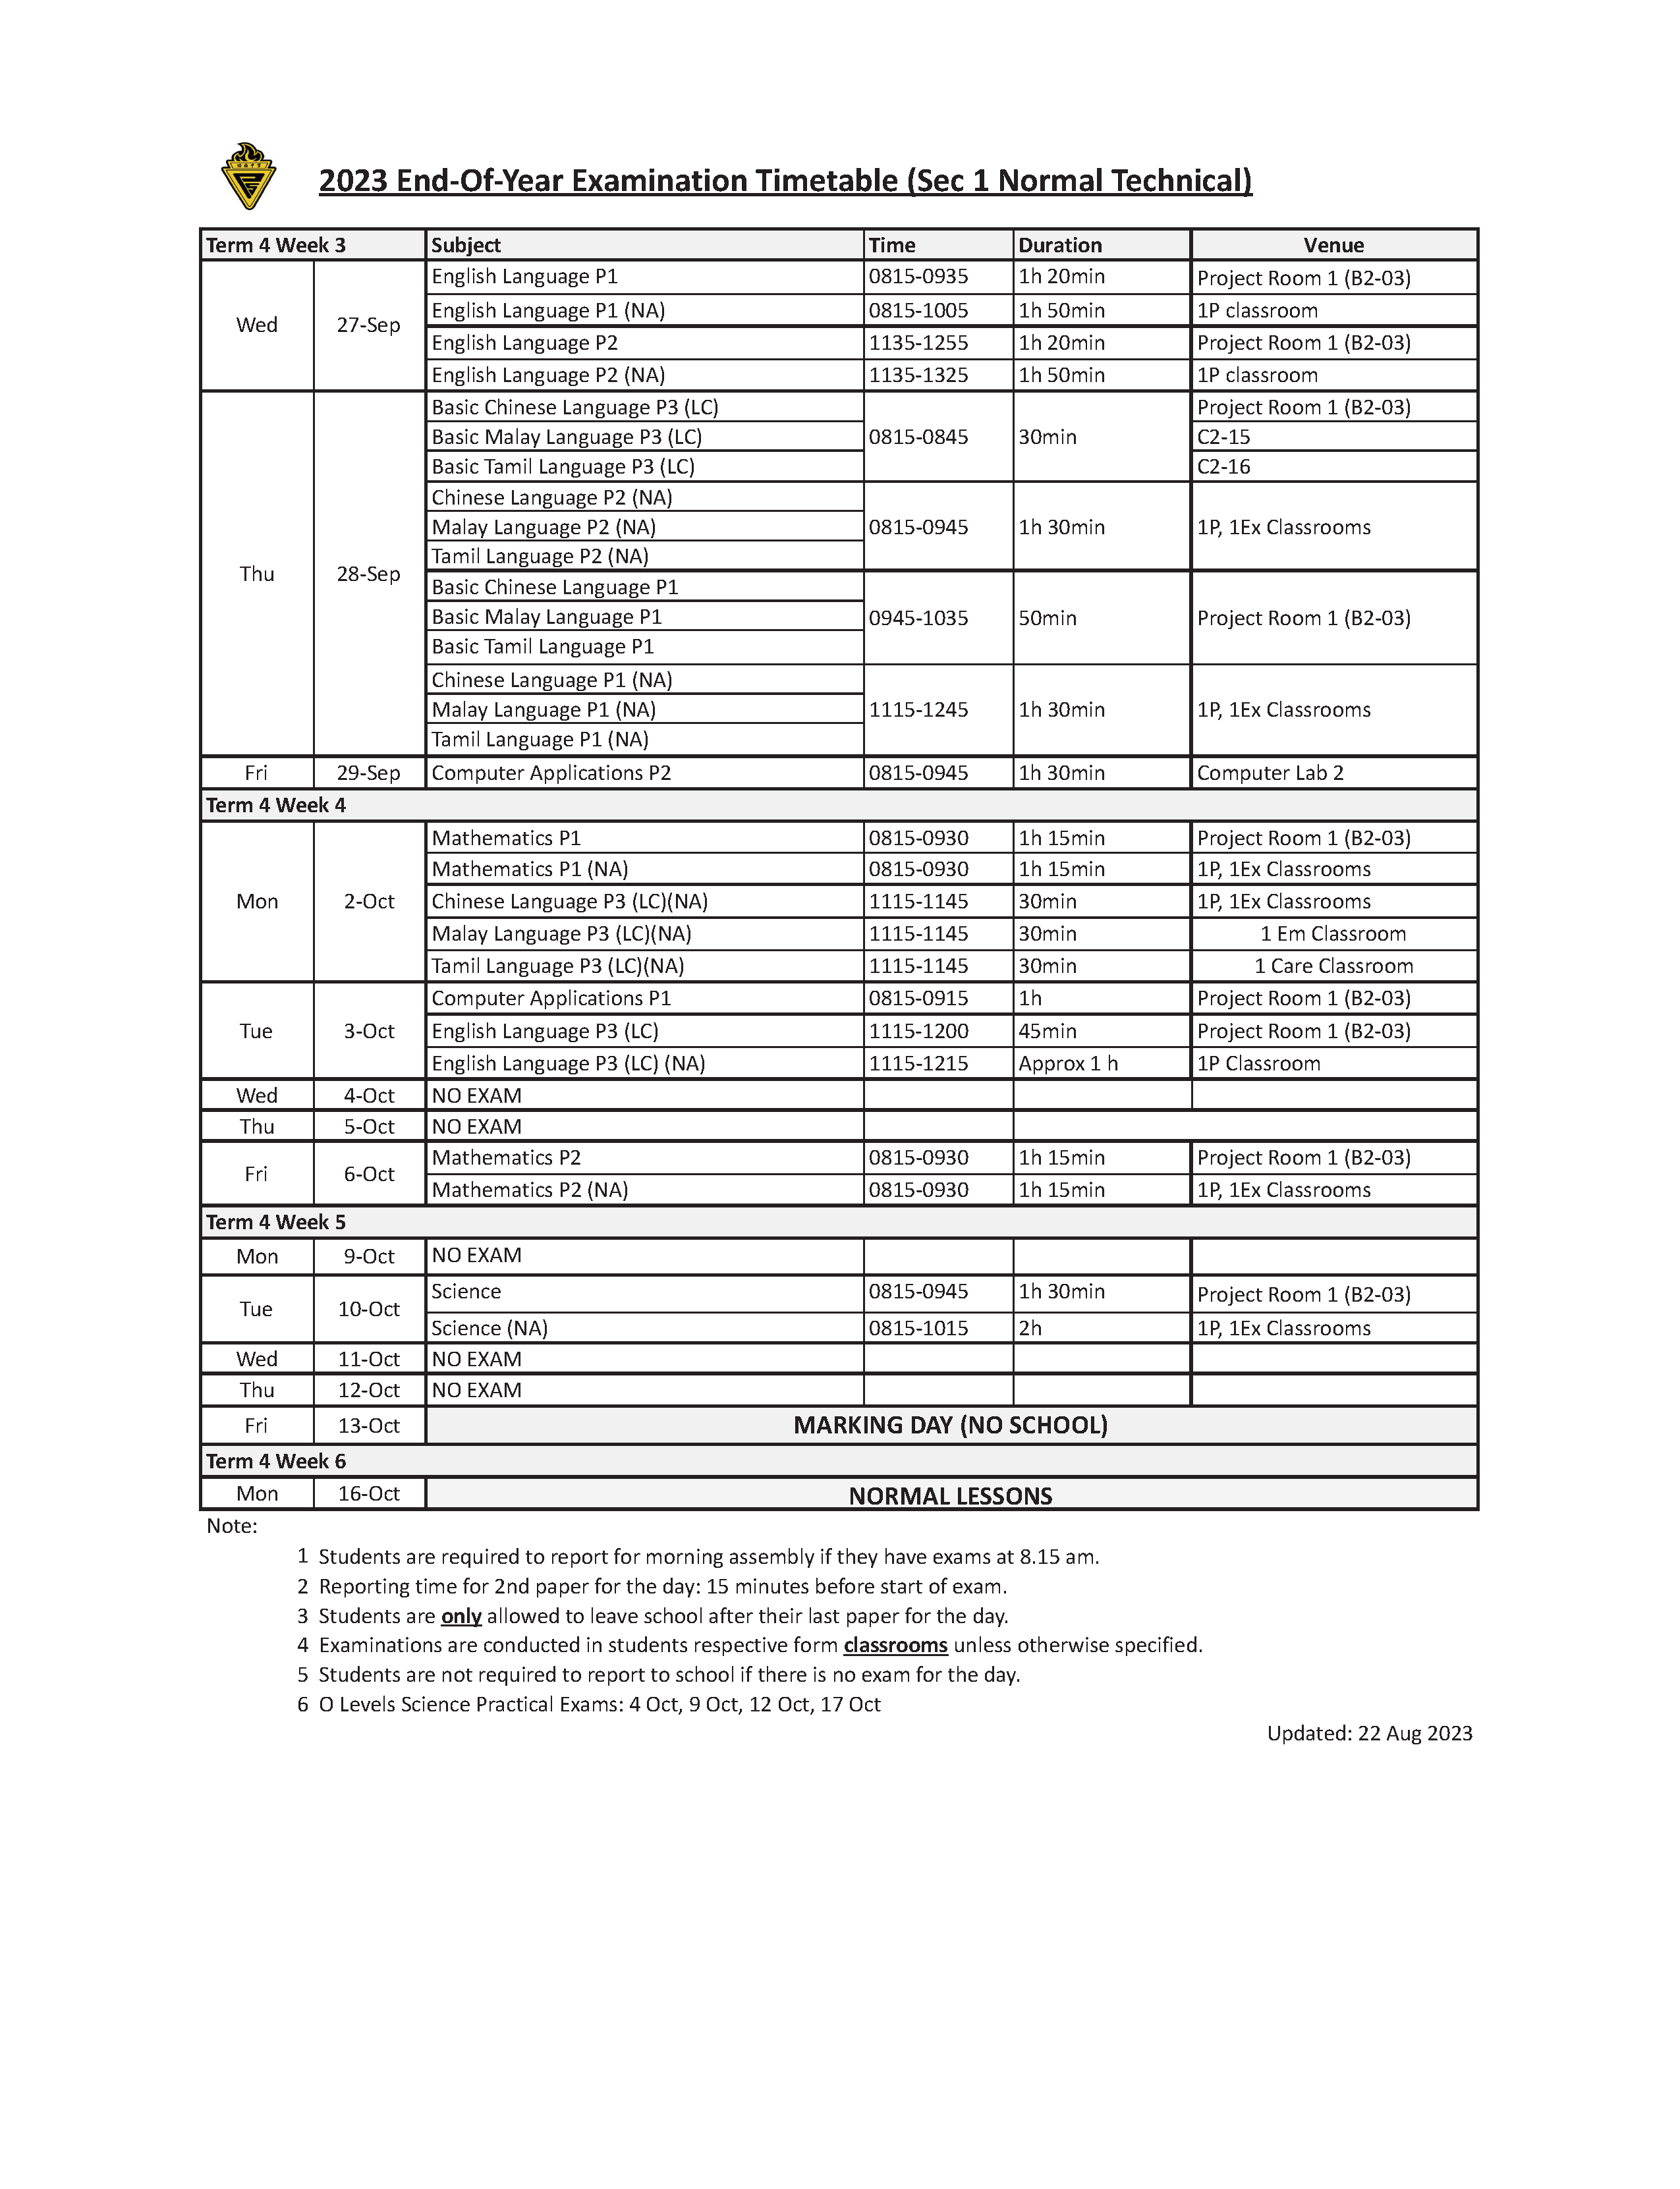 2023 End-Of-Year Examination Timetable (Sec 1 Normal Technical)
Term 4 Week 3 Subject Time Duration Venue
Wed 27-Sep English Language P1 0815-0935 1h 20min Project Room 1 (B2-03)
English Language P1 (NA) 0815-1005 1h 50min 1P classroom
English Language P2 1135-1255 1h 20min Project Room 1 (B2-03)
English Language P2 (NA) 1135-1325 1h 50min 1P classroom
Thu 28-Sep Basic Chinese Language P3 (LC) 0815-0845 30min Project Room 1 (B2-03)
Basic Malay Language P3 (LC) C2-15
Basic Tamil Language P3 (LC) C2-16
Chinese Language P2 (NA)
Malay Language P2 (NA) 0815-0945 1h 30min 1P, 1Ex Classrooms
Tamil Language P2 (NA)
Basic Chinese Language P1
Basic Malay Language P1 0945-1035 50min Project Room 1 (B2-03)
Basic Tamil Language P1
Chinese Language P1 (NA)
Malay Language P1 (NA) 1115-1245 1h 30min 1P, 1Ex Classrooms
Tamil Language P1 (NA)
Fri 29-Sep Computer Applications P2 0815-0945 1h 30min Computer Lab 2
Term 4 Week 4
Mon 2-Oct Mathematics P1 0815-0930 1h 15min Project Room 1 (B2-03)
Mathematics P1 (NA) 0815-0930 1h 15min 1P, 1Ex Classrooms
Chinese Language P3 (LC)(NA) 1115-1145 30min 1P, 1Ex Classrooms
Malay Language P3 (LC)(NA) 1115-1145 30min 1 Em Classroom
Tamil Language P3 (LC)(NA) 1115-1145 30min 1 Care Classroom
Tue 3-Oct Computer Applications P1 0815-0915 1h Project Room 1 (B2-03)
English Language P3 (LC) 1115-1200 45min Project Room 1 (B2-03)
English Language P3 (LC) (NA) 1115-1215 Approx 1 h 1P Classroom
Wed 4-Oct NO EXAM
Thu 5-Oct NO EXAM
Fri 6-Oct Mathematics P2 0815-0930 1h 15min Project Room 1 (B2-03)
Mathematics P2 (NA) 0815-0930 1h 15min 1P, 1Ex Classrooms
Term 4 Week 5
Mon 9-Oct NO EXAM
Tue 10-Oct Science 0815-0945 1h 30min Project Room 1 (B2-03)
Science (NA) 0815-1015 2h 1P, 1Ex Classrooms
Wed 11-Oct NO EXAM
Thu 12-Oct NO EXAM
Fri 13-Oct MARKING DAY (NO SCHOOL)
Term 4 Week 6
Mon 16-Oct NORMAL LESSONS
Note:
1 Students are required to report for morning assembly if they have exams at 8.15 am.
2 Reporting time for 2nd paper for the day: 15 minutes before start of exam.
3 Students are only allowed to leave school after their last paper for the day.
4 Examinations are conducted in students respective form classrooms unless otherwise specified.
5 Students are not required to report to school if there is no exam for the day.
6 O Levels Science Practical Exams: 4 Oct, 9 Oct, 12 Oct, 17 Oct
Updated: 22 Aug 2023